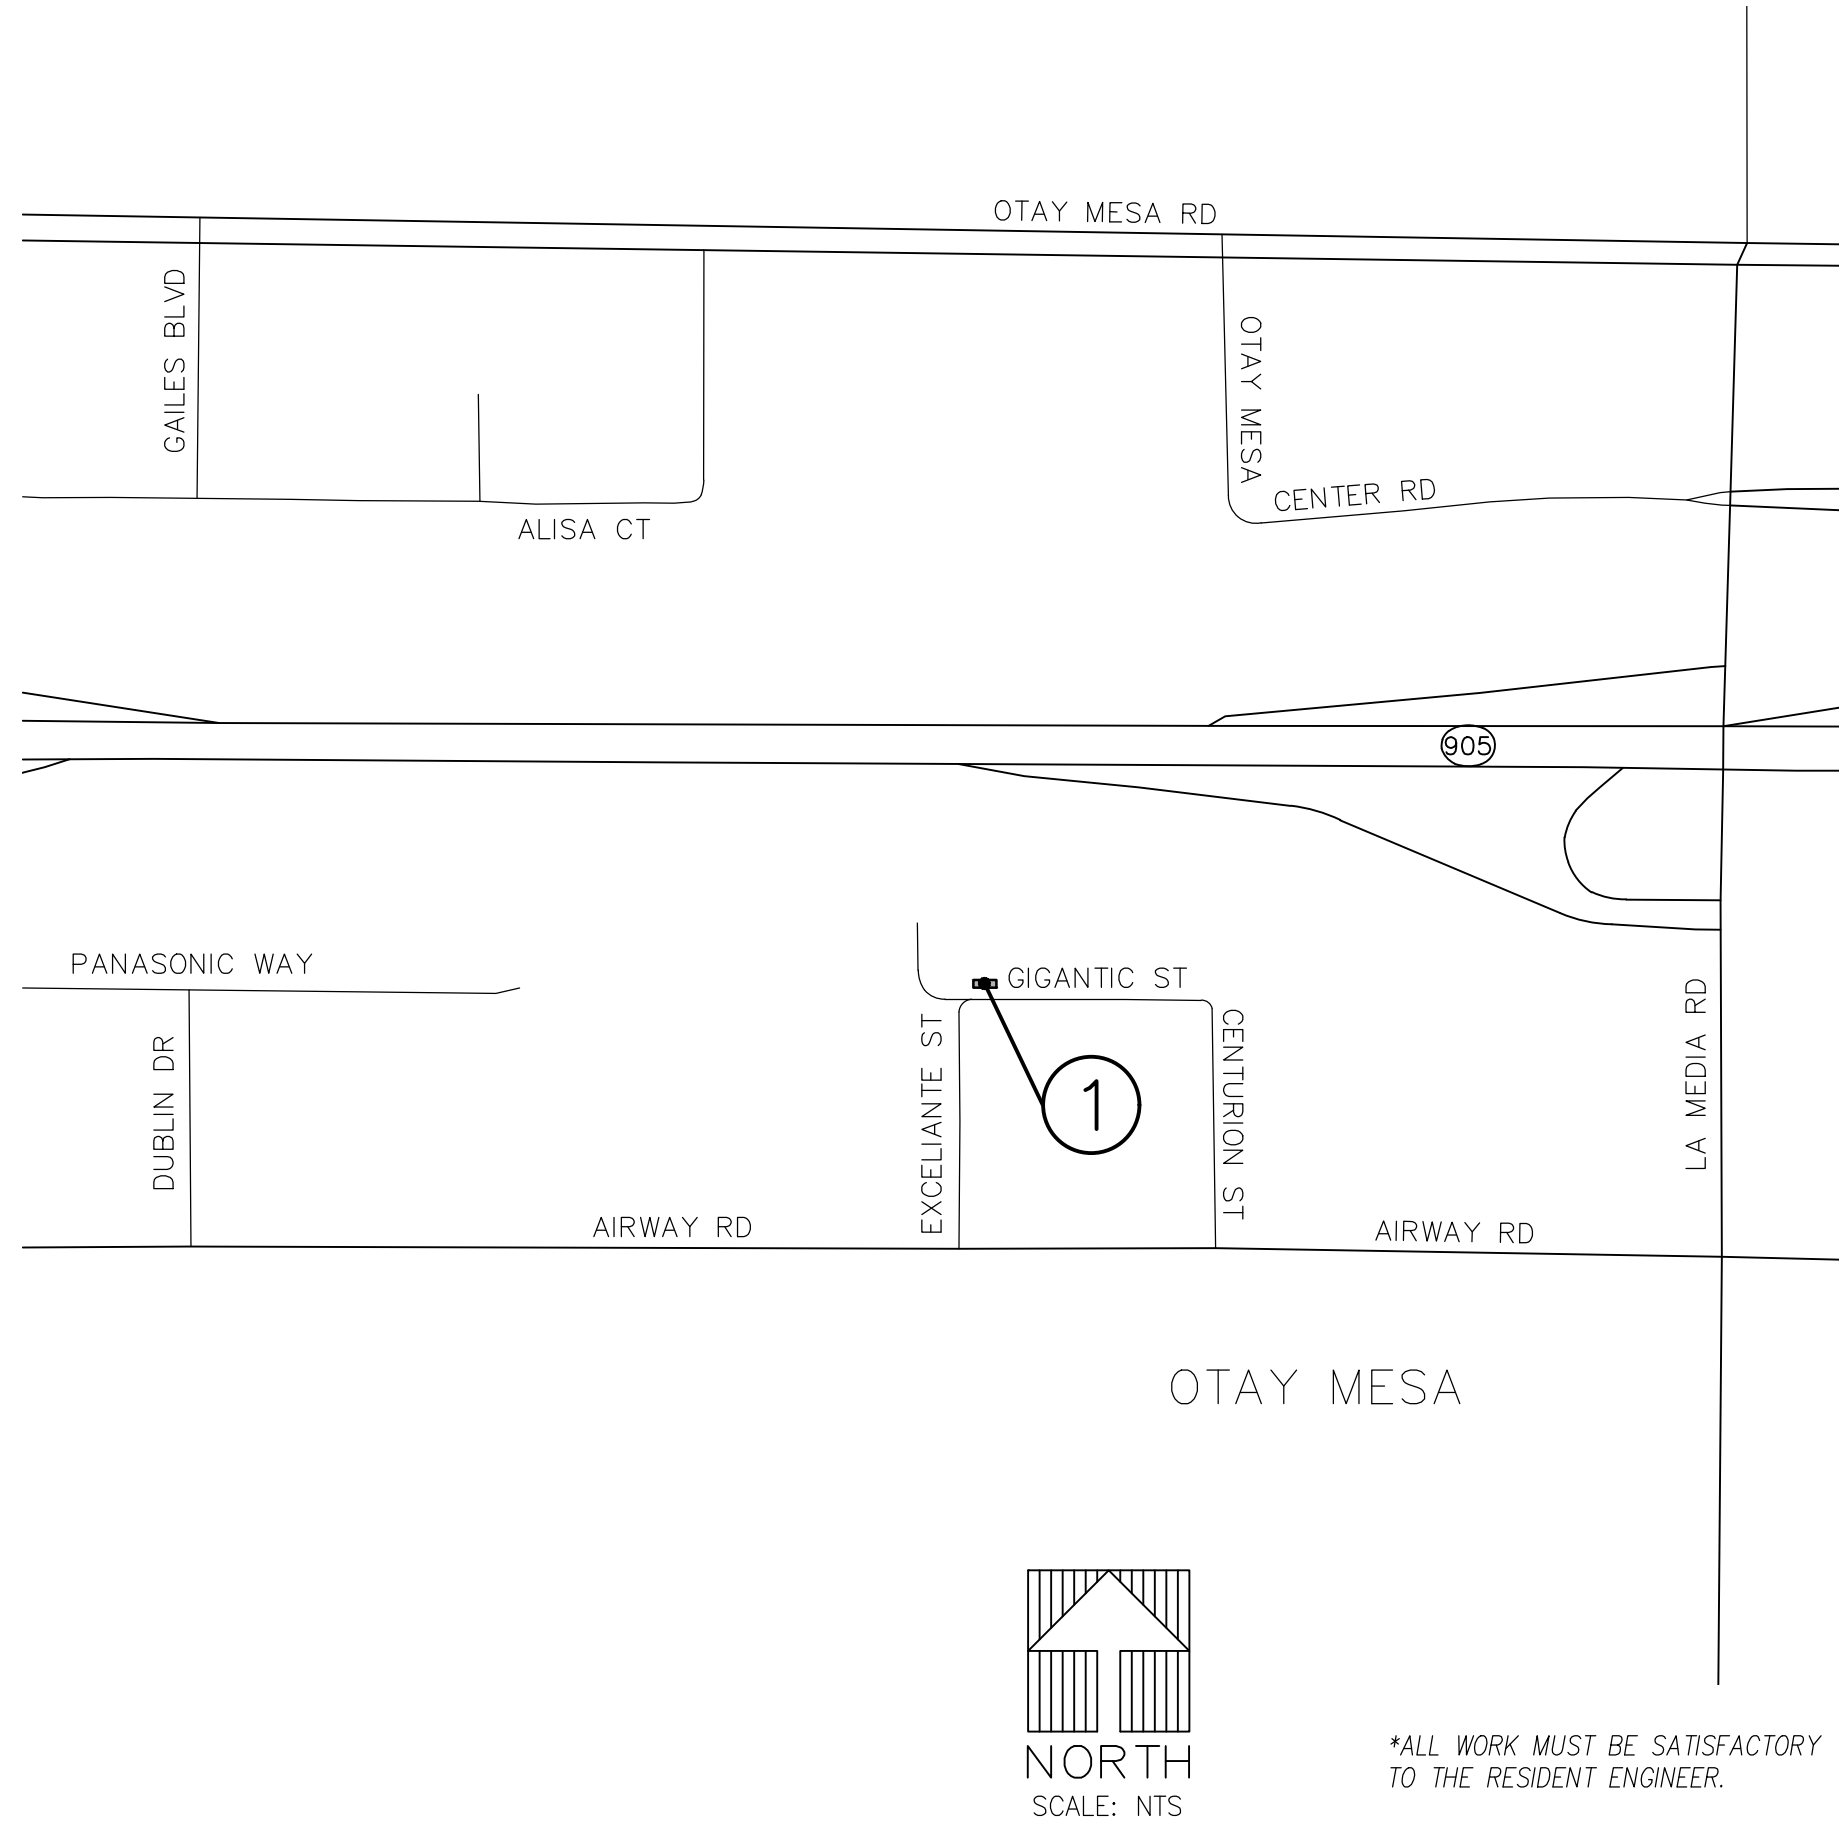 OTAY MESA RD
GAILES BLVD
OTAY MESA
CENTER RD
ALISA CT
905
PANASONIC WAY
GIGANTIC ST
DUBLIN DR
EXCELIANTE ST
1
CENTURION ST
LA MEDIA RD
AIRWAY RD
AIRWAY RD
OTAY MESA
NORTH
SCALE: NTS
*ALL WORK MUST BE SATISFACTORY
TO THE RESIDENT ENGINEER.